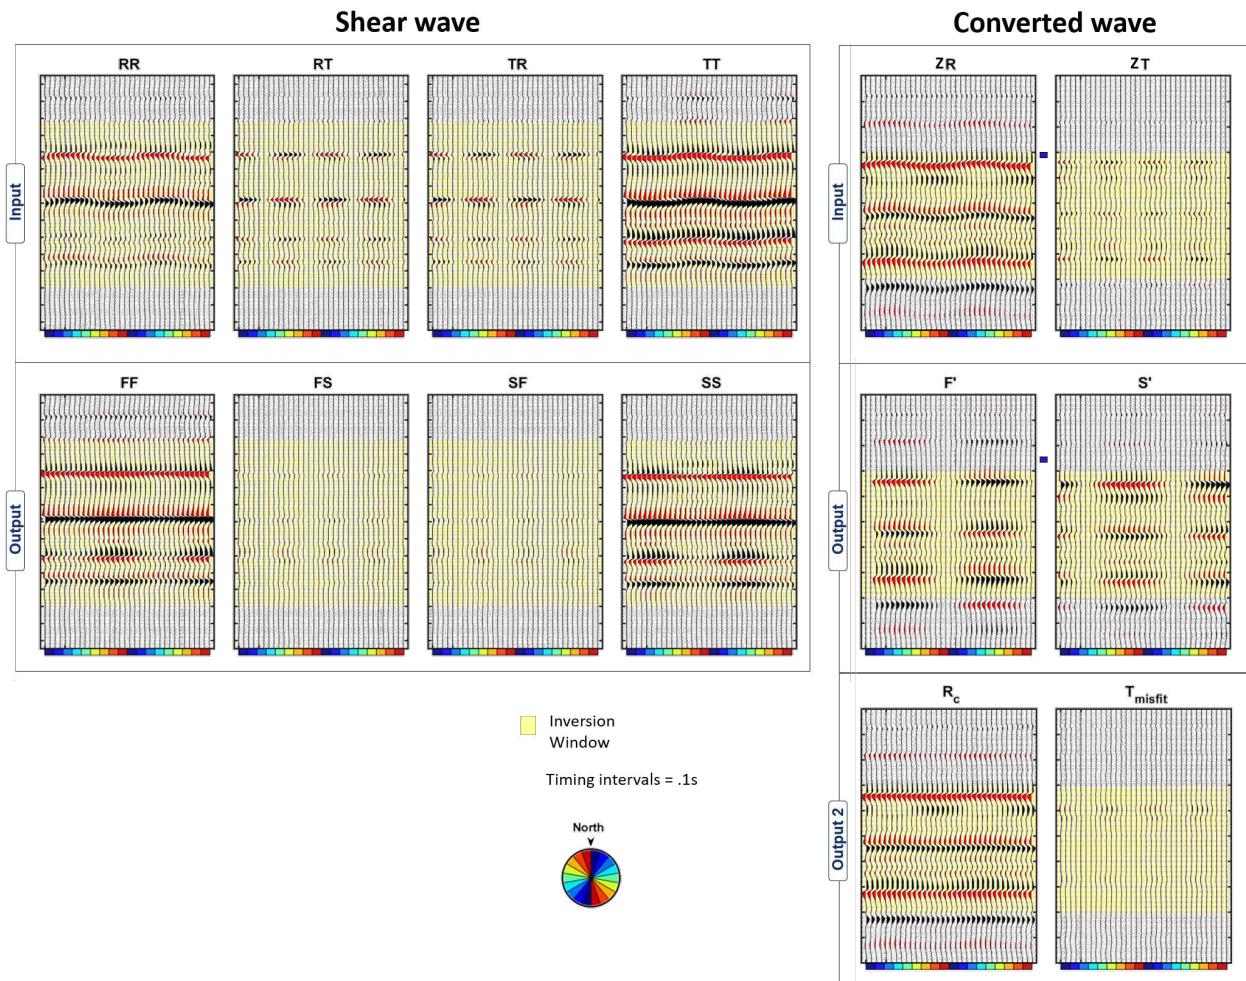 Shear wave
Converted wave
RR RT TR TT
ZR ZT
Input
Input
FF FS SF SS
F' S'
Output
Output
Rc Tmisfit
Output 2
Inversion
Window
Timing intervals = .1s
North